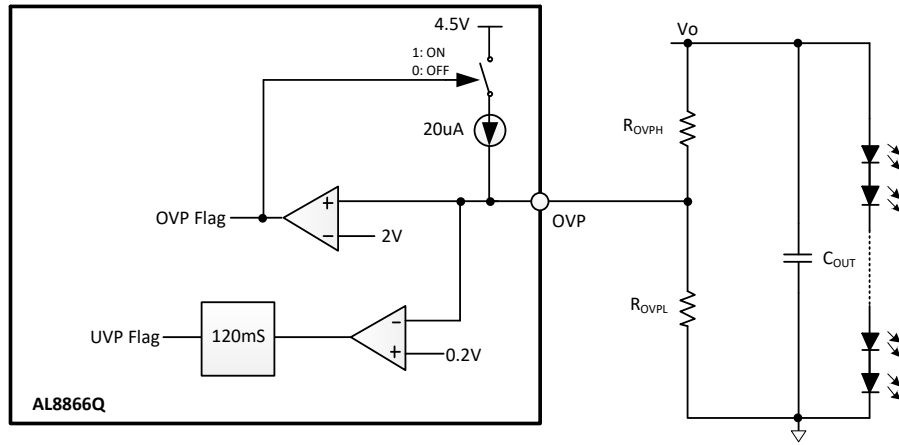 4.5V
1: ON
0: OFF
20uA
OVP Flag
+
−
2V
OVP
UVP Flag
120mS
−
+
0.2V
AL8866Q
Vo
ROVPH
ROVPL
COUT